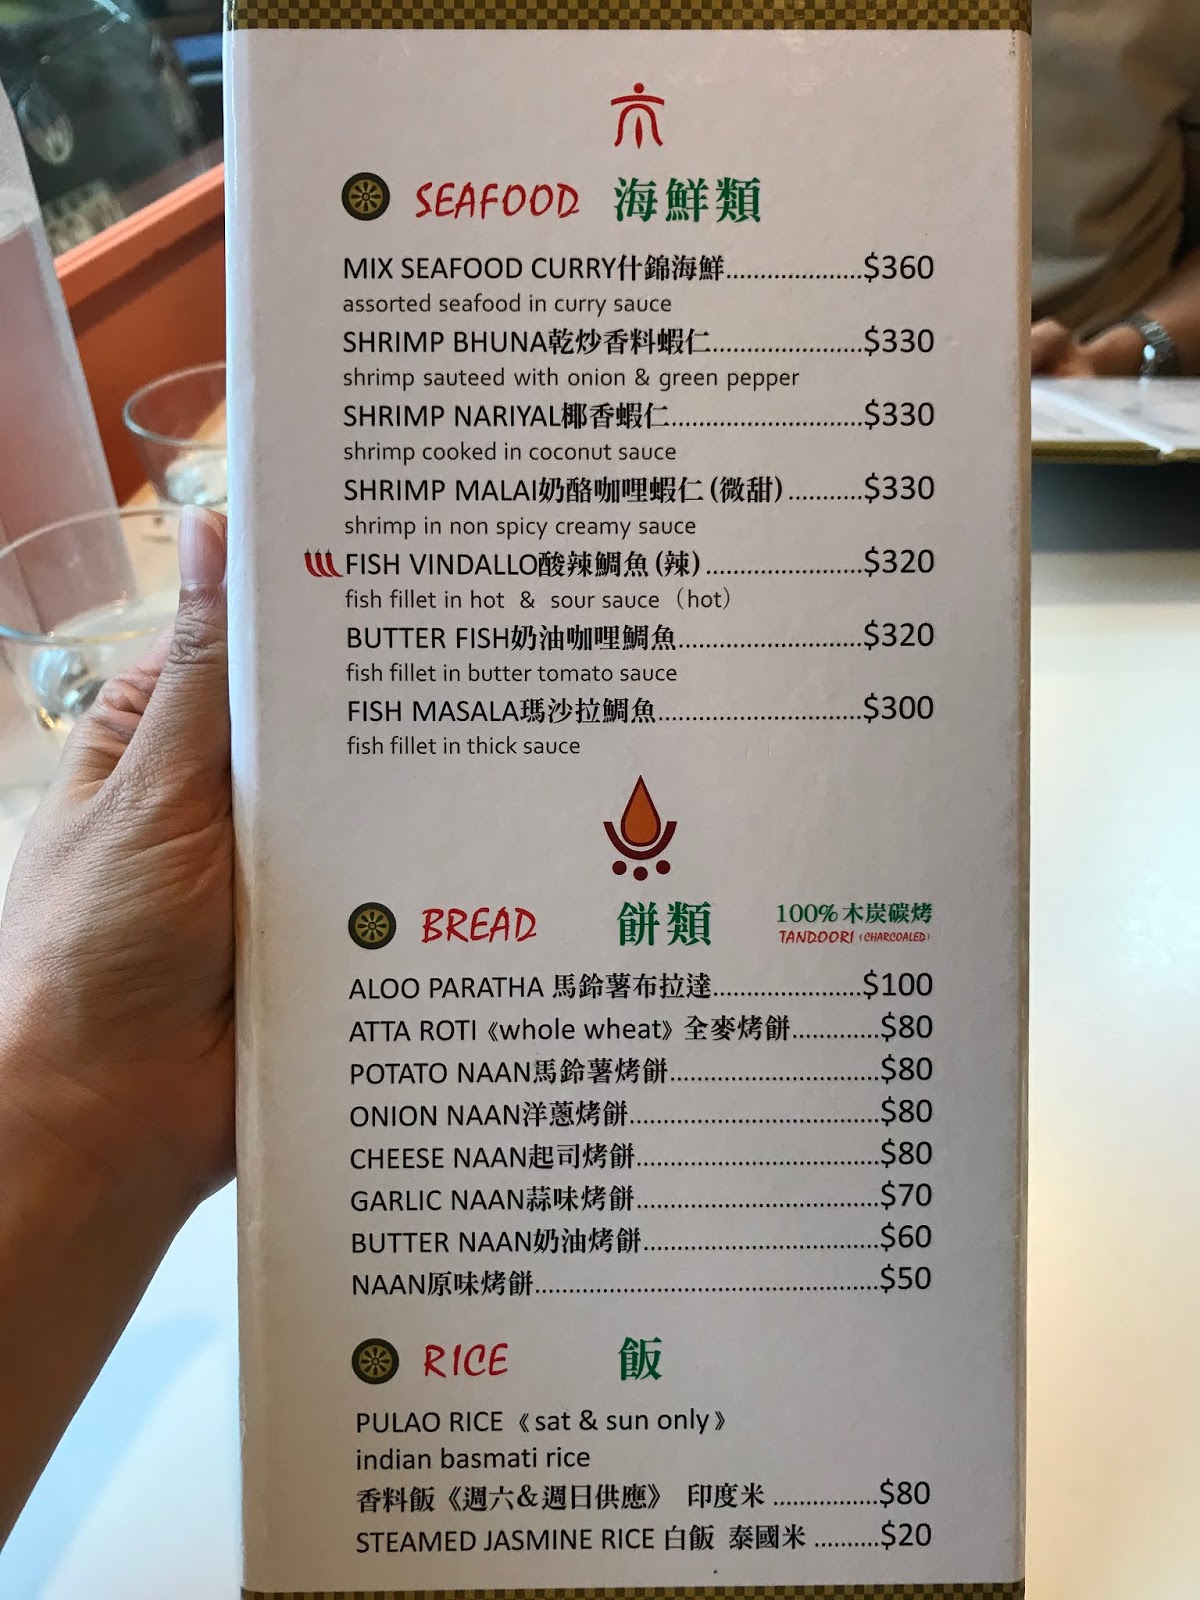 SEAFOOD 海鮮類
MIX SEAFOOD CURRY什錦海鮮.....................$360
assorted seafood in curry sauce
SHRIMP BHUNA乾炒香料蝦仁.......................$330
shrimp sauteed with onion & green pepper
SHRIMP NARIYAL椰香蝦仁.............................$330
shrimp cooked in coconut sauce
SHRIMP MALAI奶酪咖哩蝦仁(微甜)...........$330
shrimp in non spicy creamy sauce
FISH VINDALLO酸辣鯛魚(辣)........................$320
fish fillet in hot & sour sauce（hot）
BUTTER FISH奶油咖哩鯛魚............................$320
fish fillet in butter tomato sauce
FISH MASALA瑪沙拉鯛魚...............................$300
fish fillet in thick sauce
BREAD 餅類 100%木炭碳烤
TANDOORI (CHARCOALED)
ALOO PARATHA 馬鈴薯布拉達......................$100
ATTA ROTI《whole wheat》全麥烤餅.............$80
POTATO NAAN馬鈴薯烤餅................................$80
ONION NAAN洋蔥烤餅......................................$80
CHEESE NAAN起司烤餅.....................................$80
GARLIC NAAN蒜味烤餅.....................................$70
BUTTER NAAN奶油烤餅....................................$60
NAAN原味烤餅....................................................$50
RICE 飯
PULAO RICE《sat & sun only》
indian basmati rice
香料飯《週六&週日供應》 印度米 ................$80
STEAMED JASMINE RICE 白飯 泰國米 ..........$20